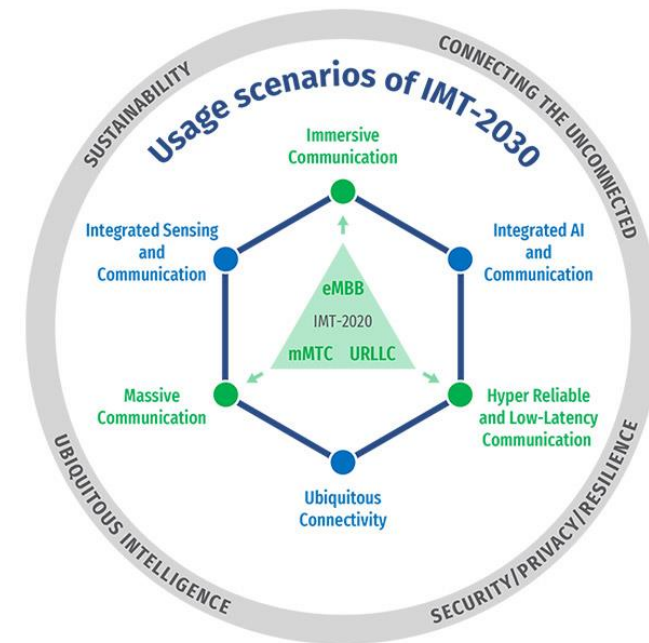 SUSTAINABILITY
CONNECTING THE UNCONNECTED
Usage scenarios of IMT-2030
Immersive
Communication
Integrated Sensing
and
Communication
Integrated AI
and
Communication
eMBB
IMT-2020
mMTC URLLC
Massive
Communication
Hyper Reliable
and Low-Latency
Communication
Ubiquitous
Connectivity
UBIQUITOUS INTELLIGENCE
SECURITY/PRIVACY/RESILIENCE